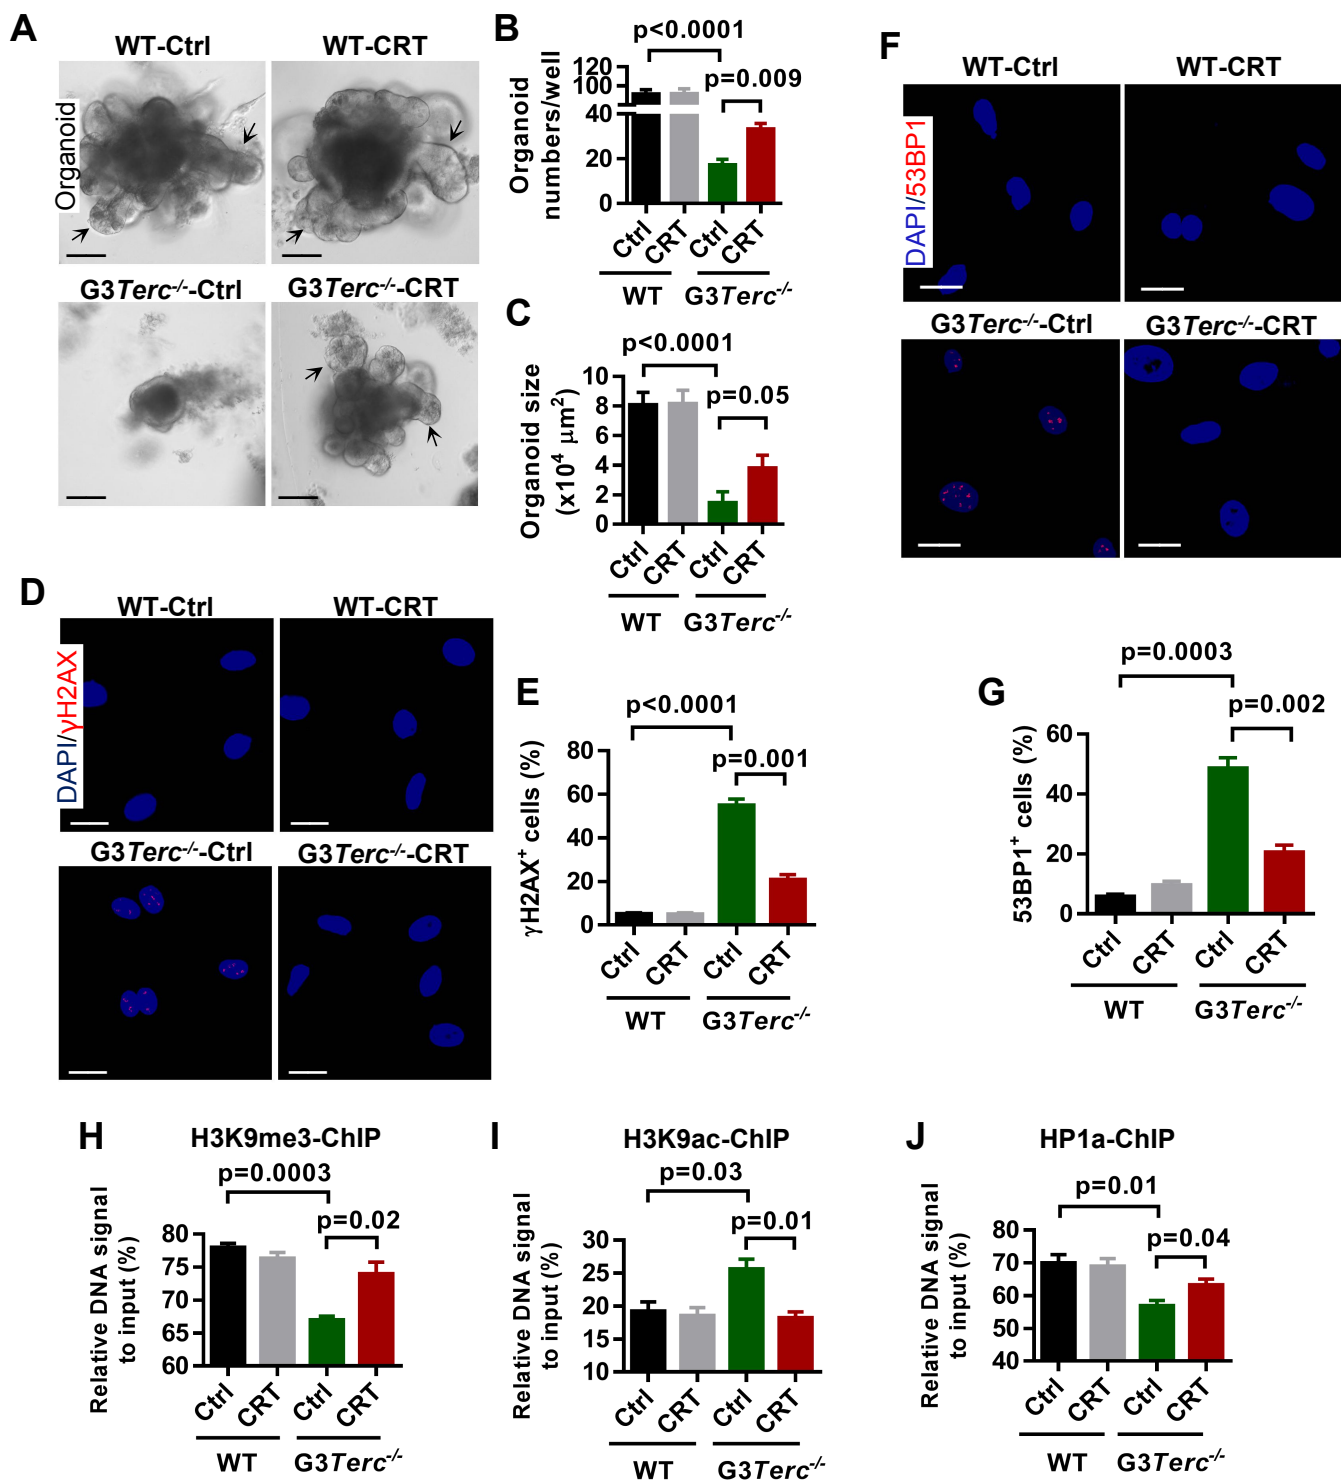 A
WT-Ctrl
WT-CRT
Organoid
G3Terc-/--Ctrl
G3Terc-/--CRT
B
p<0.0001
p=0.009
Organoid
numbers/well
120
100
40
20
0
Ctrl
CRT
Ctrl
CRT
WT
G3Terc-/-
C
p<0.0001
p=0.05
Organoid size
(x10⁴ μm²)
10
8
6
4
2
0
Ctrl
CRT
Ctrl
CRT
WT
G3Terc-/-
D
WT-Ctrl
WT-CRT
DAPI/γH2AX
G3Terc-/--Ctrl
G3Terc-/--CRT
E
p<0.0001
p=0.001
γH2AX⁺ cells (%)
80
60
40
20
0
Ctrl
CRT
Ctrl
CRT
WT
G3Terc-/-
F
WT-Ctrl
WT-CRT
DAPI/53BP1
G3Terc-/--Ctrl
G3Terc-/--CRT
G
p=0.0003
p=0.002
53BP1⁺ cells (%)
60
40
20
0
Ctrl
CRT
Ctrl
CRT
WT
G3Terc-/-
H
H3K9me3-ChIP
p=0.0003
p=0.02
Relative DNA signal
to input (%)
80
75
70
65
60
Ctrl
CRT
Ctrl
CRT
WT
G3Terc-/-
I
H3K9ac-ChIP
p=0.03
p=0.01
Relative DNA signal
to input (%)
30
25
20
15
10
Ctrl
CRT
Ctrl
CRT
WT
G3Terc-/-
J
HP1a-ChIP
p=0.01
p=0.04
Relative DNA signal
to input (%)
80
70
60
50
40
Ctrl
CRT
Ctrl
CRT
WT
G3Terc-/-